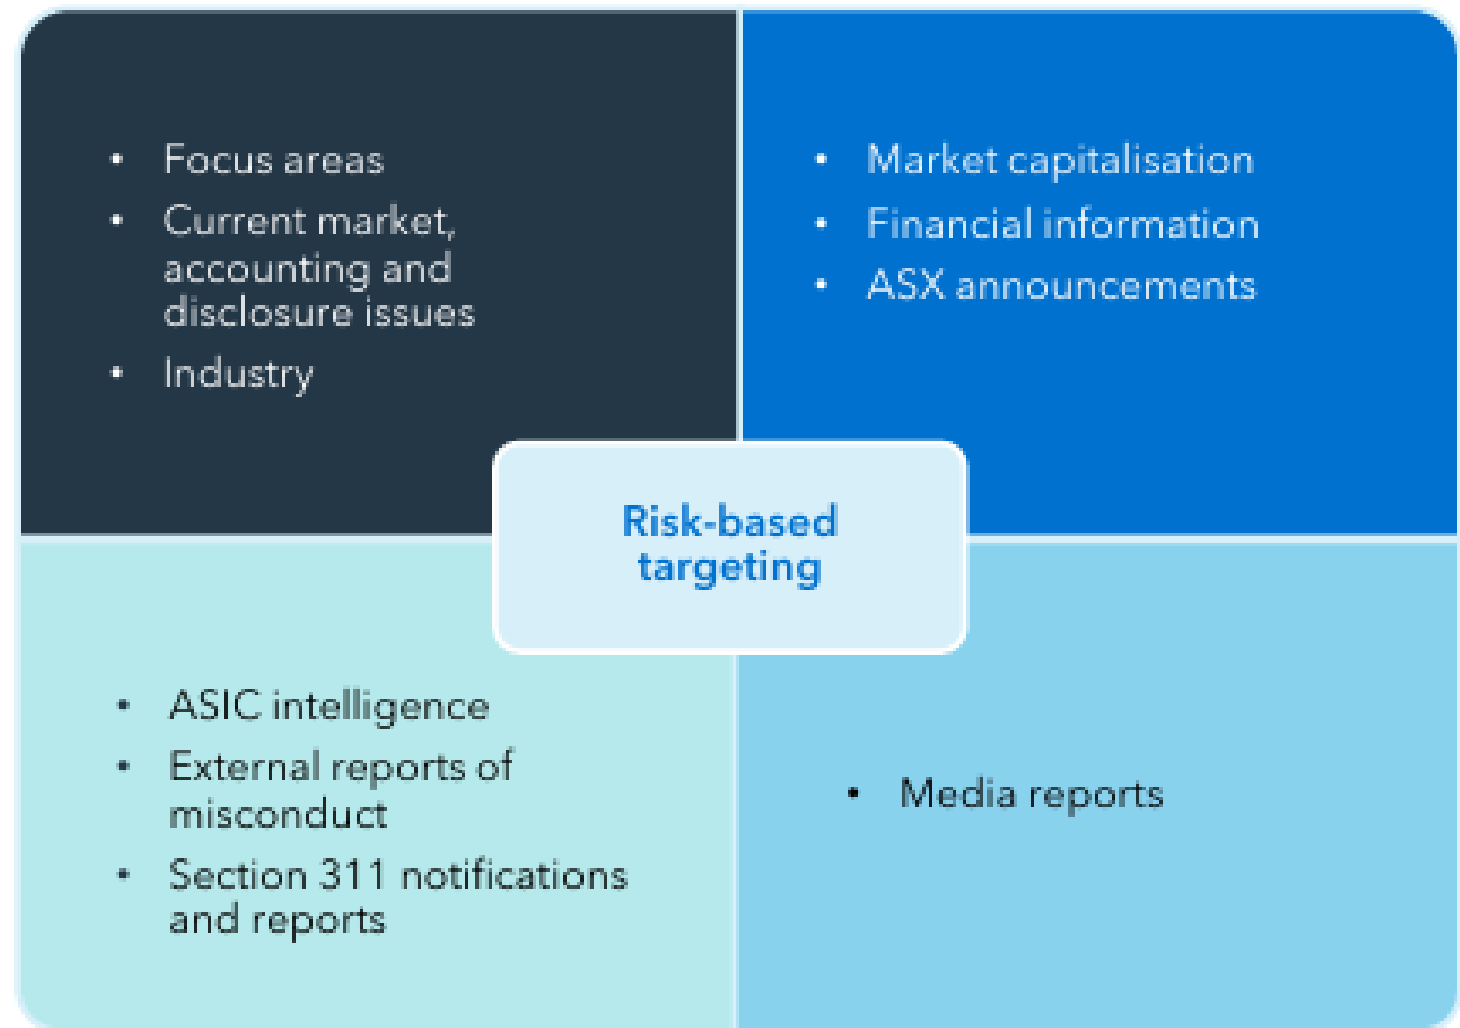 • Focus areas
• Current market,
accounting and
disclosure issues
• Industry
• Market capitalisation
• Financial information
• ASX announcements
Risk-based
targeting
• ASIC intelligence
• External reports of
misconduct
• Section 311 notifications
and reports
• Media reports